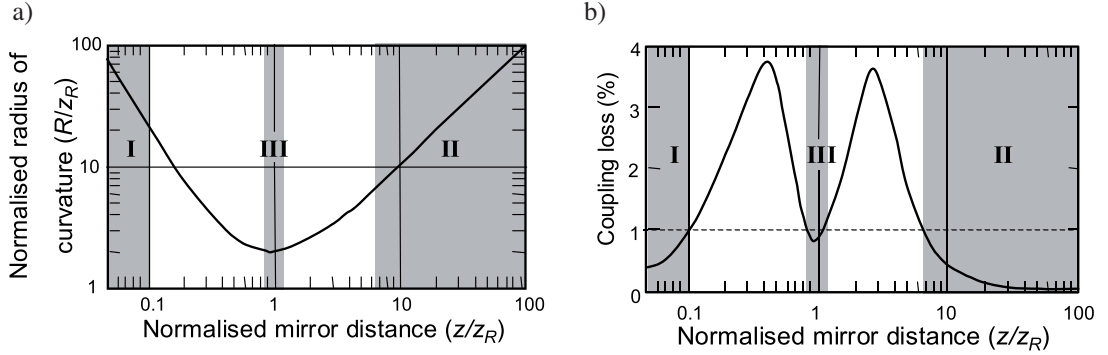 a)
Normalised radius of
curvature (R/zR)
100
10
1
I
III
II
0.1
1
10
100
Normalised mirror distance (z/zR)
b)
Coupling loss (%)
4
3
2
1
0
I
III
II
0.1
1
10
100
Normalised mirror distance (z/zR)